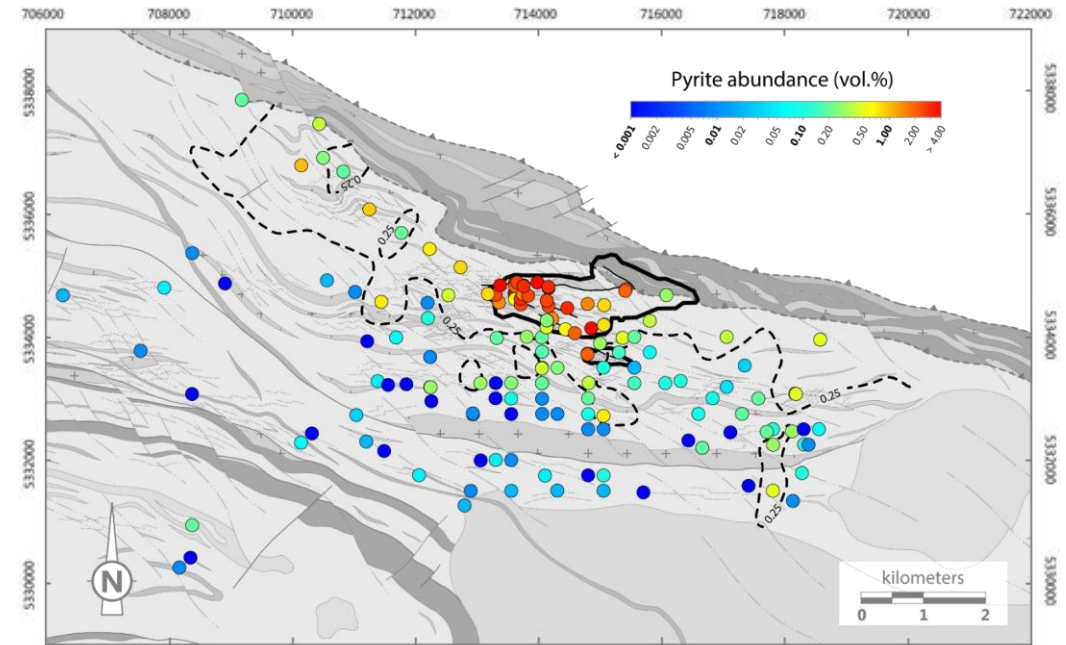 706000 708000 710000 712000 714000 716000 718000 720000 722000
Pyrite abundance (vol.%)
< 0.001 0.002 0.005 0.01 0.02 0.05 0.10 0.20 0.50 1.00 2.00 > 4.00
5338000 5338000
0.25
5336000 5336000
0.25
5334000 5334000
0.25
0.25
5332000 5332000
0.25
5330000 5330000
N
kilometers
0 1 2